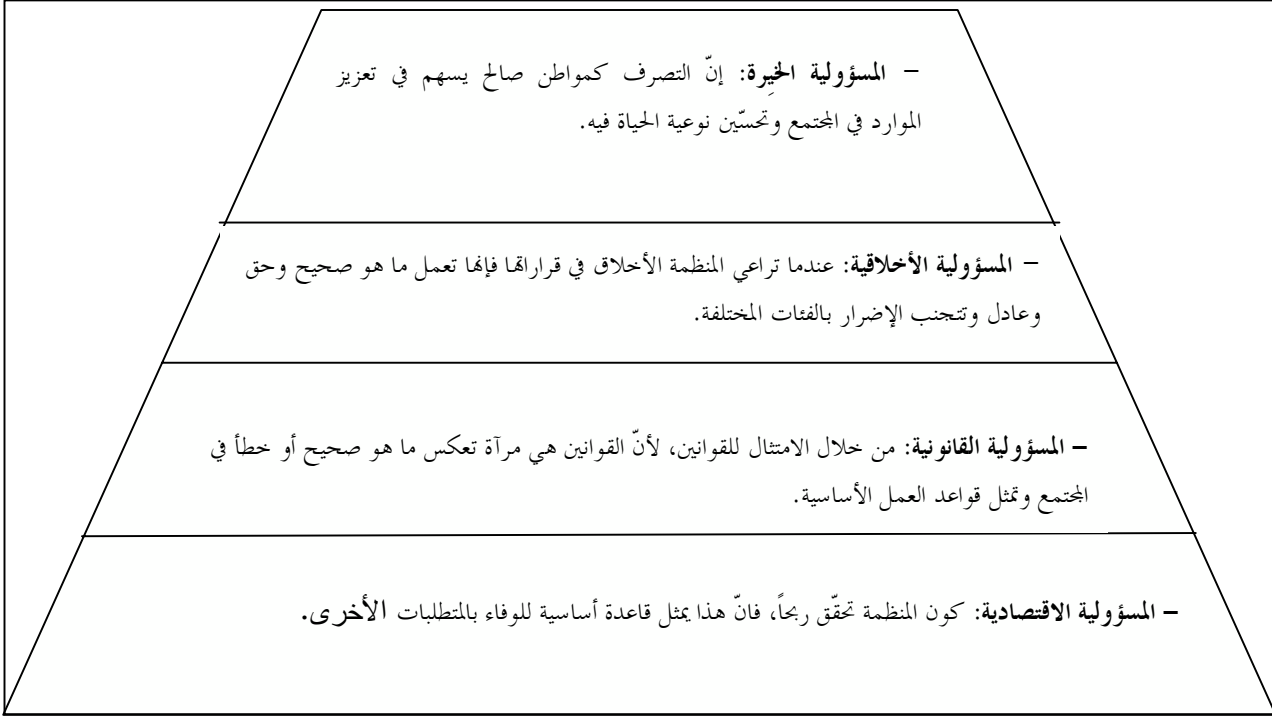 – المسؤولية الخيِرة: إنّ التصرف كمواطن صالح يسهم في تعزيز
الموارد في المجتمع وتحسّين نوعية الحياة فيه.
– المسؤولية الأخلاقية: عندما تراعي المنظمة الأخلاق في قراراتها فإنها تعمل ما هو صحيح وحق
وعادل وتتجنب الإضرار بالفئات المختلفة.
– المسؤولية القانونية: من خلال الامتثال للقوانين، لأنّ القوانين هي مرآة تعكس ما هو صحيح أو خطأ في
المجتمع وتمثل قواعد العمل الأساسية.
– المسؤولية الاقتصادية: كون المنظمة تحقّق ربحاً، فانّ هذا يمثل قاعدة أساسية للوفاء بالمتطلبات الأخرى.